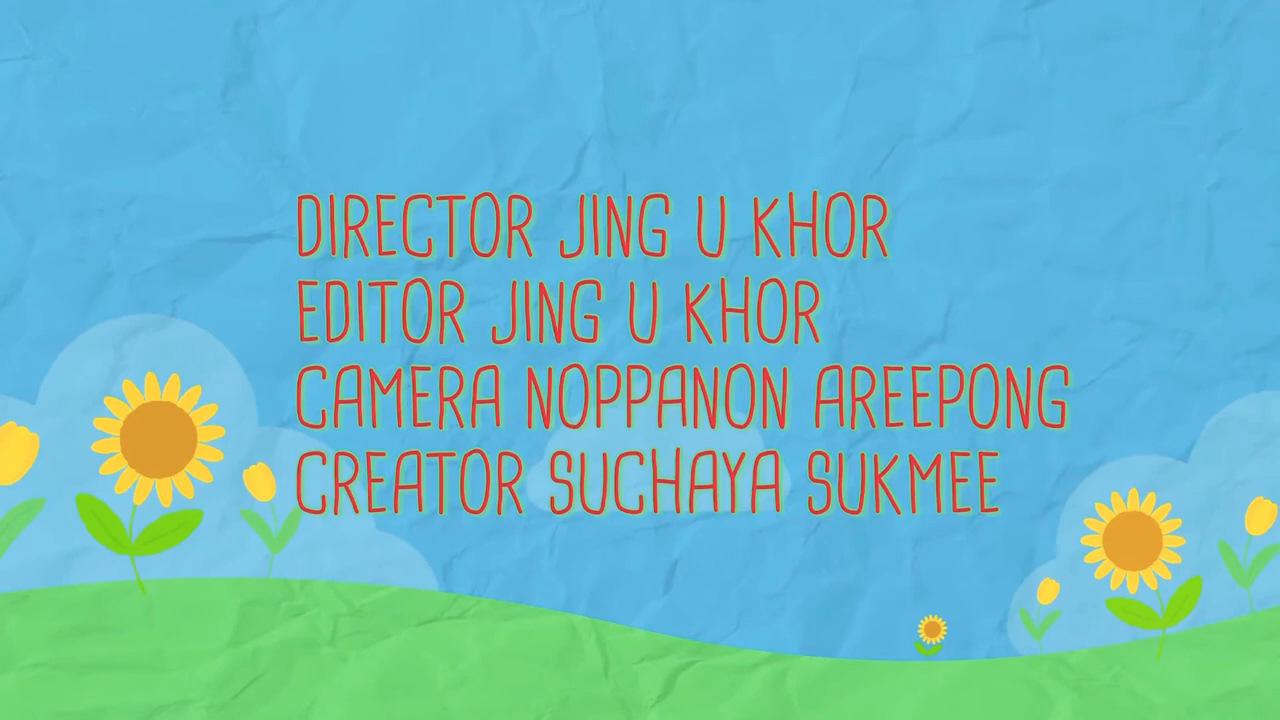 DIRECTOR JING U KHOR
EDITOR JING U KHOR
CAMERA NOPPANON AREEPONG
CREATOR SUCHAYA SUKMEE